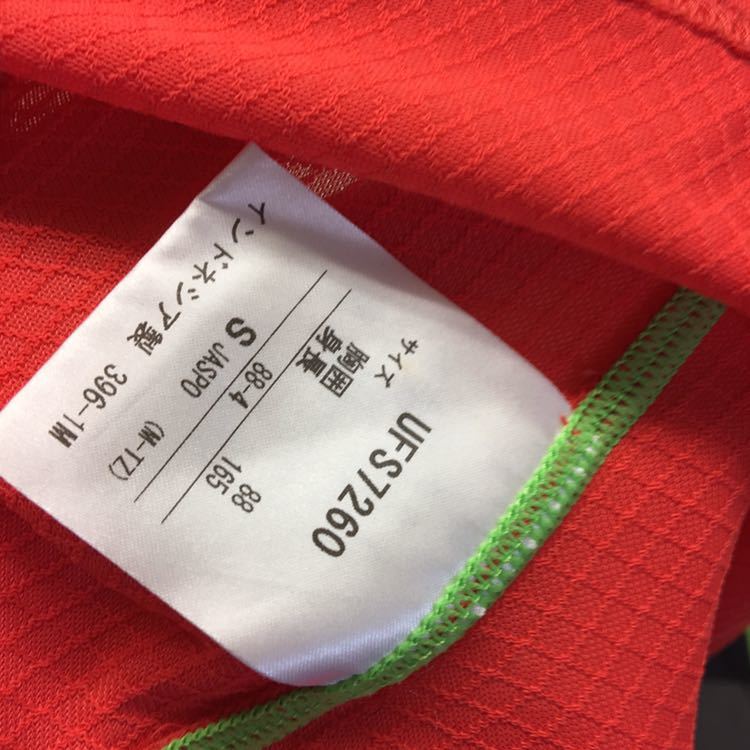 UFS7260
サイズ
胸囲 88
身長 165
88-4
S JASPO (M-TZ)
インドネシア製 396-1M